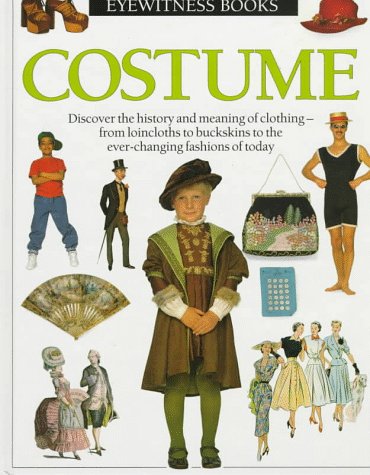 EYEWITNESS BOOKS
COSTUME
Discover the history and meaning of clothing –
from loincloths to buckskins to the
ever-changing fashions of today